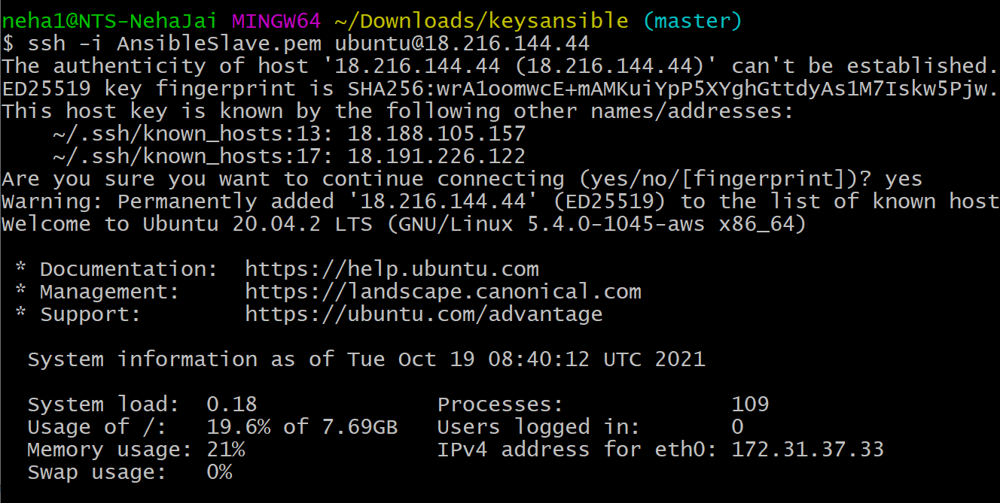 neha1@NTS-NehaJai MINGW64 ~/Downloads/keysansible (master)
$ ssh -i AnsibleSlave.pem ubuntu@18.216.144.44
The authenticity of host '18.216.144.44 (18.216.144.44)' can't be established.
ED25519 key fingerprint is SHA256:wrA1oomwcE+mAMKuiYpP5XYghGttdyAs1M7Iskw5Pjw.
This host key is known by the following other names/addresses:
    ~/.ssh/known_hosts:13: 18.188.105.157
    ~/.ssh/known_hosts:17: 18.191.226.122
Are you sure you want to continue connecting (yes/no/[fingerprint])? yes
Warning: Permanently added '18.216.144.44' (ED25519) to the list of known host
Welcome to Ubuntu 20.04.2 LTS (GNU/Linux 5.4.0-1045-aws x86_64)
 * Documentation:  https://help.ubuntu.com
 * Management:     https://landscape.canonical.com
 * Support:        https://ubuntu.com/advantage
  System information as of Tue Oct 19 08:40:12 UTC 2021
  System load:  0.18              Processes:             109
  Usage of /:   19.6% of 7.69GB   Users logged in:       0
  Memory usage: 21%               IPv4 address for eth0: 172.31.37.33
  Swap usage:   0%